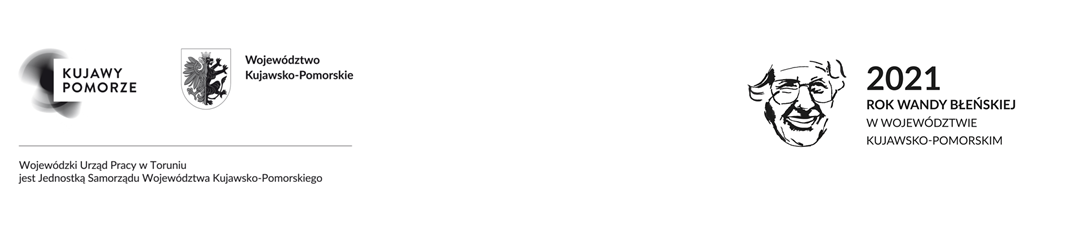 KUJAWY
POMORZE
Województwo
Kujawsko-Pomorskie
Wojewódzki Urząd Pracy w Toruniu
jest Jednostką Samorządu Województwa Kujawsko-Pomorskiego
2021
ROK WANDY BŁEŃSKIEJ
W WOJEWÓDZTWIE
KUJAWSKO-POMORSKIM